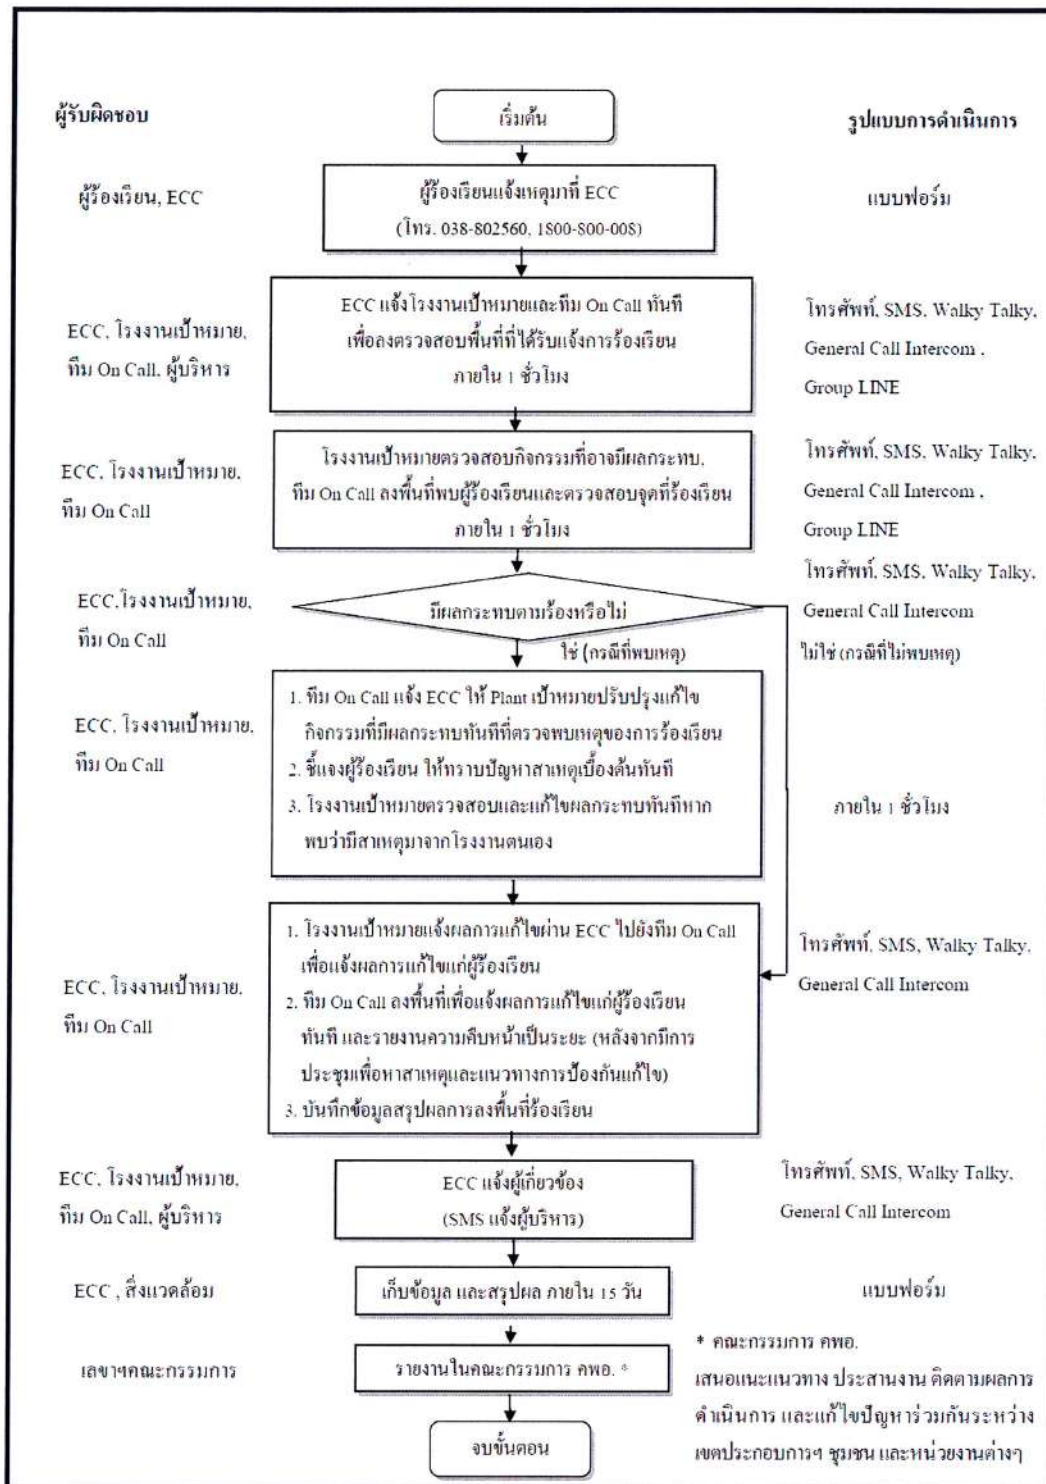 ผู้รับผิดชอบ
เริ่มต้น
รูปแบบการดำเนินการ
ผู้ร้องเรียน, ECC
ผู้ร้องเรียนแจ้งเหตุมาที่ ECC
(โทร. 038-802560, 1800-800-008)
แบบฟอร์ม
ECC, โรงงานเป้าหมาย,
ทีม On Call, ผู้บริหาร
ECC แจ้งโรงงานเป้าหมายและทีม On Call ทันที
เพื่อลงตรวจสอบพื้นที่ที่ได้รับแจ้งการร้องเรียน
ภายใน 1 ชั่วโมง
โทรศัพท์, SMS, Walky Talky,
General Call Intercom ,
Group LINE
ECC, โรงงานเป้าหมาย,
ทีม On Call
โรงงานเป้าหมายตรวจสอบกิจกรรมที่อาจมีผลกระทบ,
ทีม On Call ลงพื้นที่พบผู้ร้องเรียนและตรวจสอบจุดที่ร้องเรียน
ภายใน 1 ชั่วโมง
โทรศัพท์, SMS, Walky Talky,
General Call Intercom ,
Group LINE
ECC,โรงงานเป้าหมาย,
ทีม On Call
มีผลกระทบตามร้องหรือไม่
โทรศัพท์, SMS, Walky Talky,
General Call Intercom
ใช่ (กรณีที่พบเหตุ)
ไม่ใช่ (กรณีที่ไม่พบเหตุ)
ECC, โรงงานเป้าหมาย,
ทีม On Call
1. ทีม On Call แจ้ง ECC ให้ Plant เป้าหมายปรับปรุงแก้ไข
กิจกรรมที่มีผลกระทบทันทีที่ตรวจพบเหตุของการร้องเรียน
2. ชี้แจงผู้ร้องเรียน ให้ทราบปัญหาสาเหตุเบื้องต้นทันที
3. โรงงานเป้าหมายตรวจสอบและแก้ไขผลกระทบทันทีหาก
พบว่ามีสาเหตุมาจากโรงงานตนเอง
ภายใน 1 ชั่วโมง
ECC, โรงงานเป้าหมาย,
ทีม On Call
1. โรงงานเป้าหมายแจ้งผลการแก้ไขผ่าน ECC ไปยังทีม On Call
เพื่อแจ้งผลการแก้ไขแก่ผู้ร้องเรียน
2. ทีม On Call ลงพื้นที่เพื่อแจ้งผลการแก้ไขแก่ผู้ร้องเรียน
ทันที และรายงานความคืบหน้าเป็นระยะ (หลังจากมีการ
ประชุมเพื่อหาสาเหตุและแนวทางการป้องกันแก้ไข)
3. บันทึกข้อมูลสรุปผลการลงพื้นที่ร้องเรียน
โทรศัพท์, SMS, Walky Talky,
General Call Intercom
ECC, โรงงานเป้าหมาย,
ทีม On Call, ผู้บริหาร
ECC แจ้งผู้เกี่ยวข้อง
(SMS แจ้งผู้บริหาร)
โทรศัพท์, SMS, Walky Talky,
General Call Intercom
ECC , สิ่งแวดล้อม
เก็บข้อมูล และสรุปผล ภายใน 15 วัน
แบบฟอร์ม
เลขาฯคณะกรรมการ
รายงานในคณะกรรมการ คพอ. *
จบขั้นตอน
* คณะกรรมการ คพอ.
เสนอแนะแนวทาง ประสานงาน ติดตามผลการ
ดำเนินการ และแก้ไขปัญหาร่วมกันระหว่าง
เขตประกอบการฯ ชุมชน และหน่วยงานต่างๆ